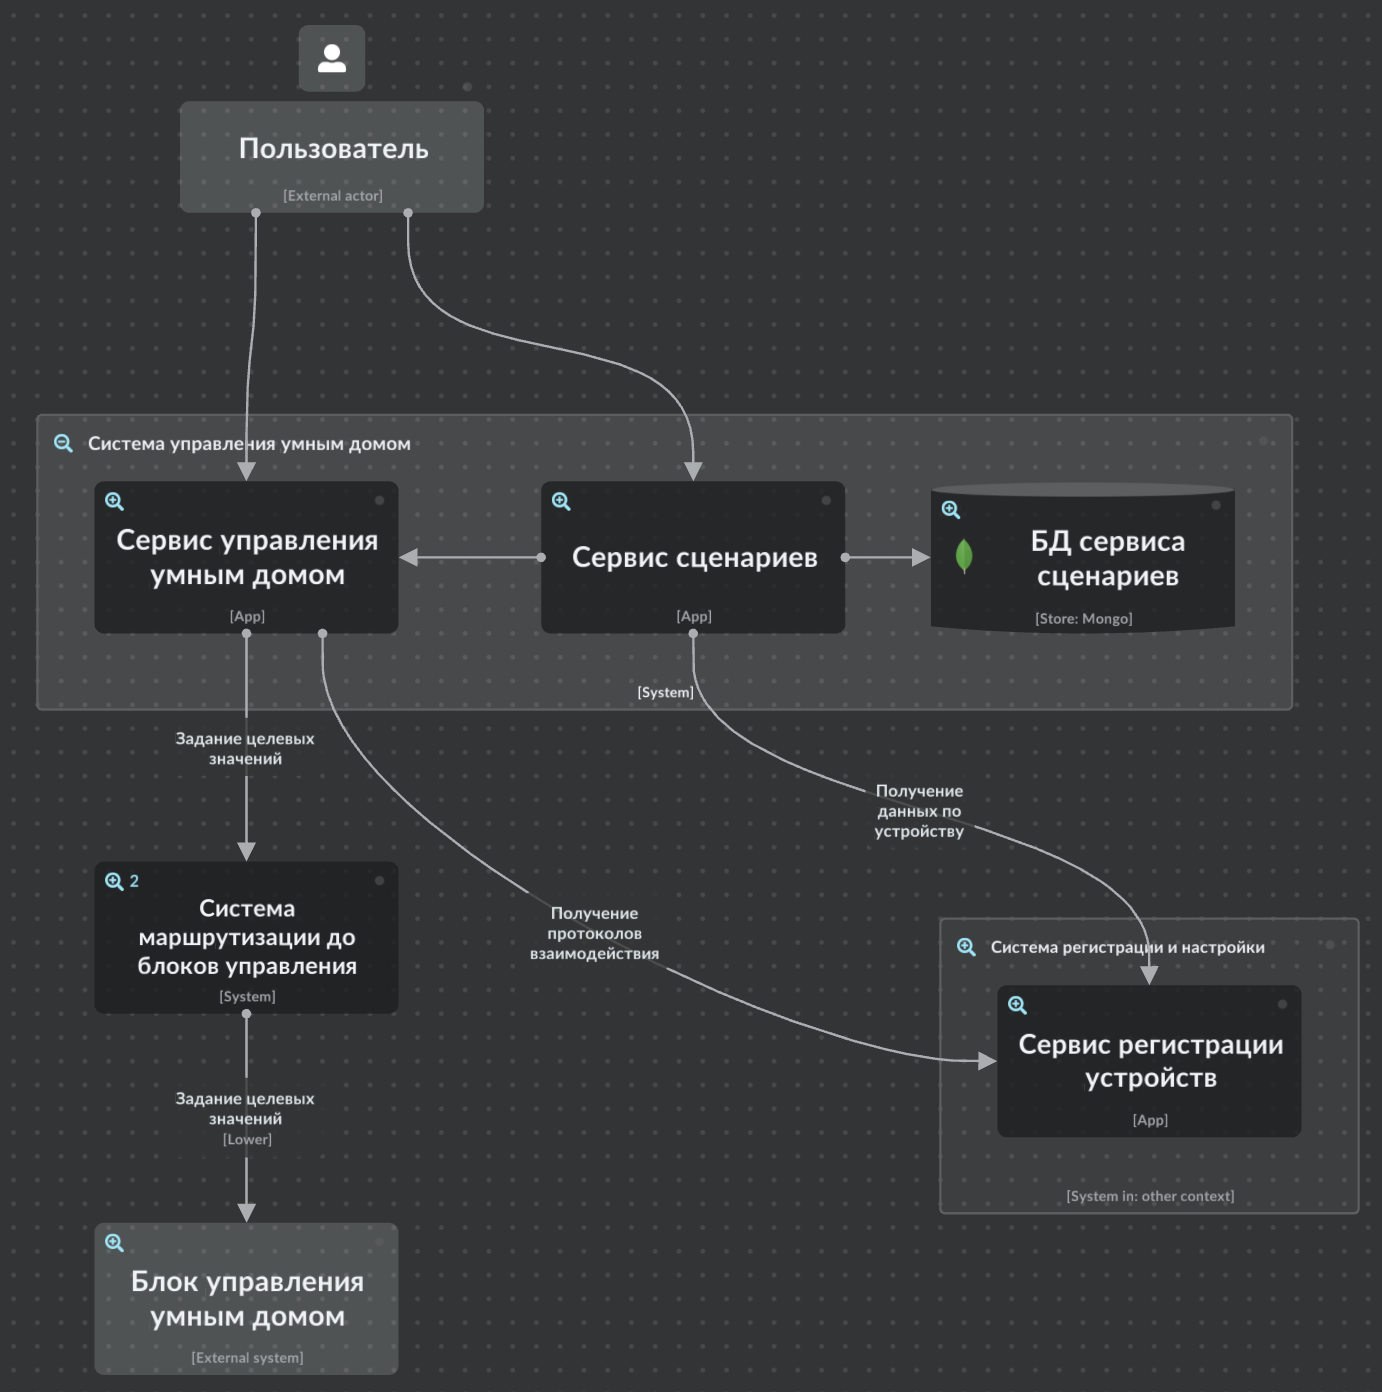 Пользователь
[External actor]
Система управления умным домом
Сервис управления
умным домом
[App]
Сервис сценариев
[App]
БД сервиса
сценариев
[Store: Mongo]
[System]
Задание целевых
значений
Получение
данных по
устройству
2
Система
маршрутизации до
блоков управления
[System]
Получение
протоколов
взаимодействия
Система регистрации и настройки
Сервис регистрации
устройств
[App]
[System in: other context]
Задание целевых
значений
[Lower]
Блок управления
умным домом
[External system]